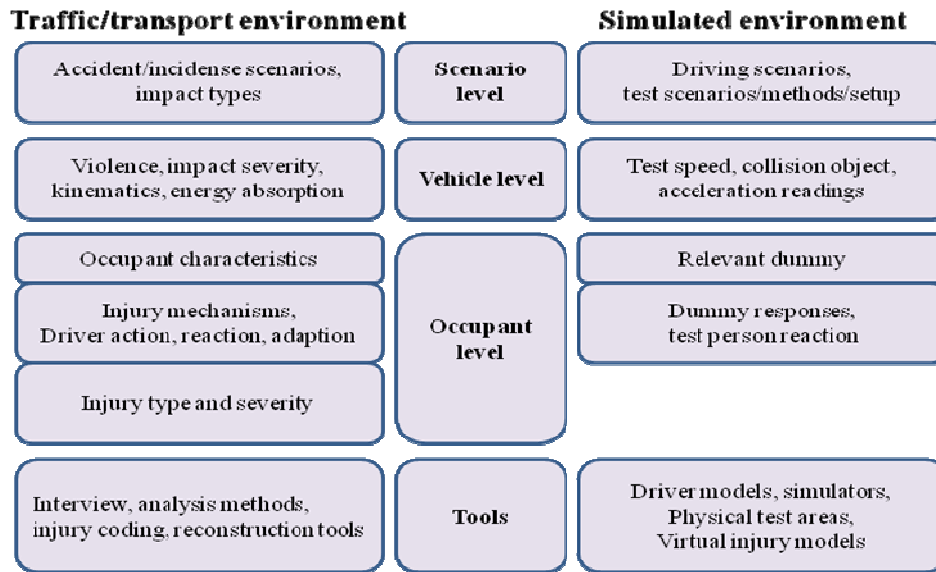 Traffic/transport environment
Simulated environment
Accident/incidense scenarios,
impact types
Scenario
level
Driving scenarios,
test scenarios/methods/setup
Violence, impact severity,
kinematics, energy absorption
Vehicle level
Test speed, collision object,
accleration readings
Occupant characteristics
Injury mechanisms,
Driver action, reaction, adaption
Injury type and severity
Occupant
level
Relevant dummy
Dummy responses,
test person reaction
Interview, analysis methods,
injury coding, reconstruction tools
Tools
Driver models, simulators,
Physical test areas,
Virtual injury models